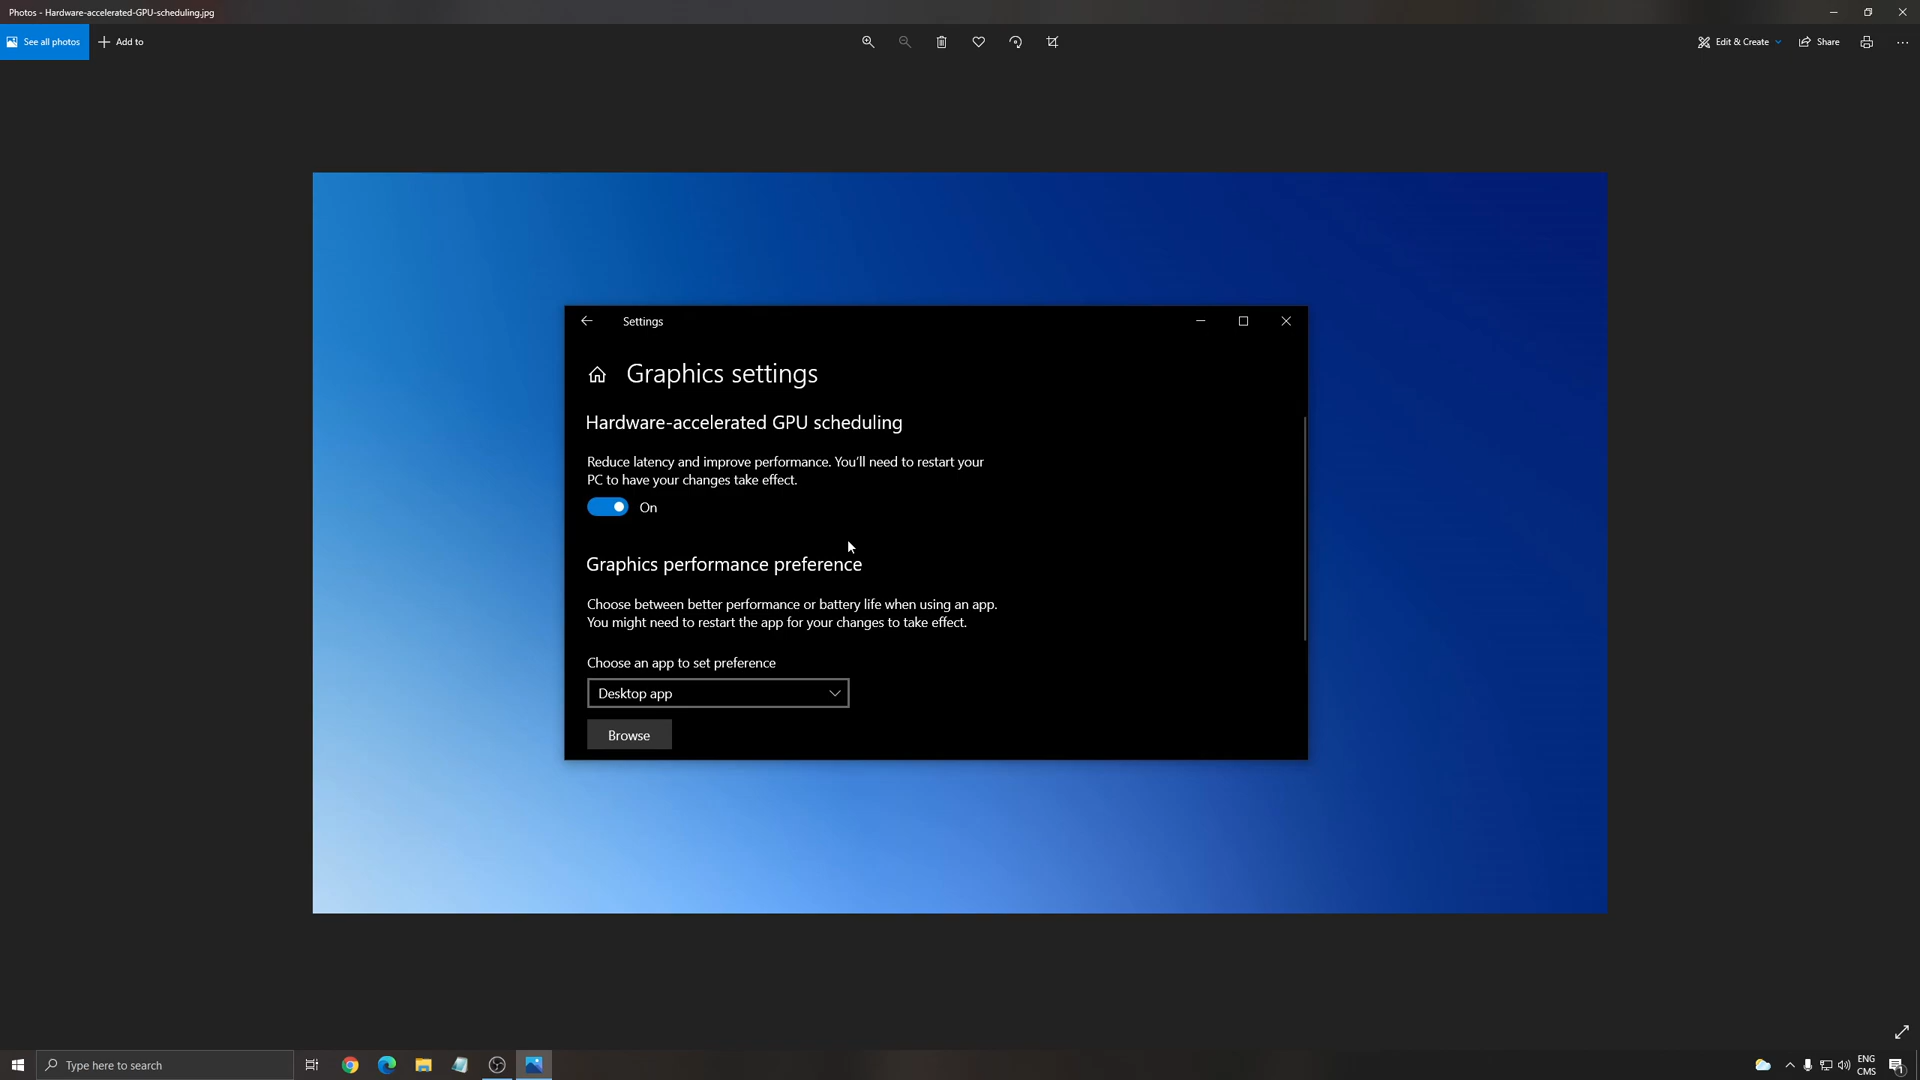 Photos - Hardware-accelerated-GPU-scheduling.jpg
See all photos
Add to
Edit & Create
Share
Settings
Graphics settings
Hardware-accelerated GPU scheduling
Reduce latency and improve performance. You'll need to restart your
PC to have your changes take effect.
On
Graphics performance preference
Choose between better performance or battery life when using an app.
You might need to restart the app for your changes to take effect.
Choose an app to set preference
Desktop app
Browse
Type here to search
ENG
CMS
1